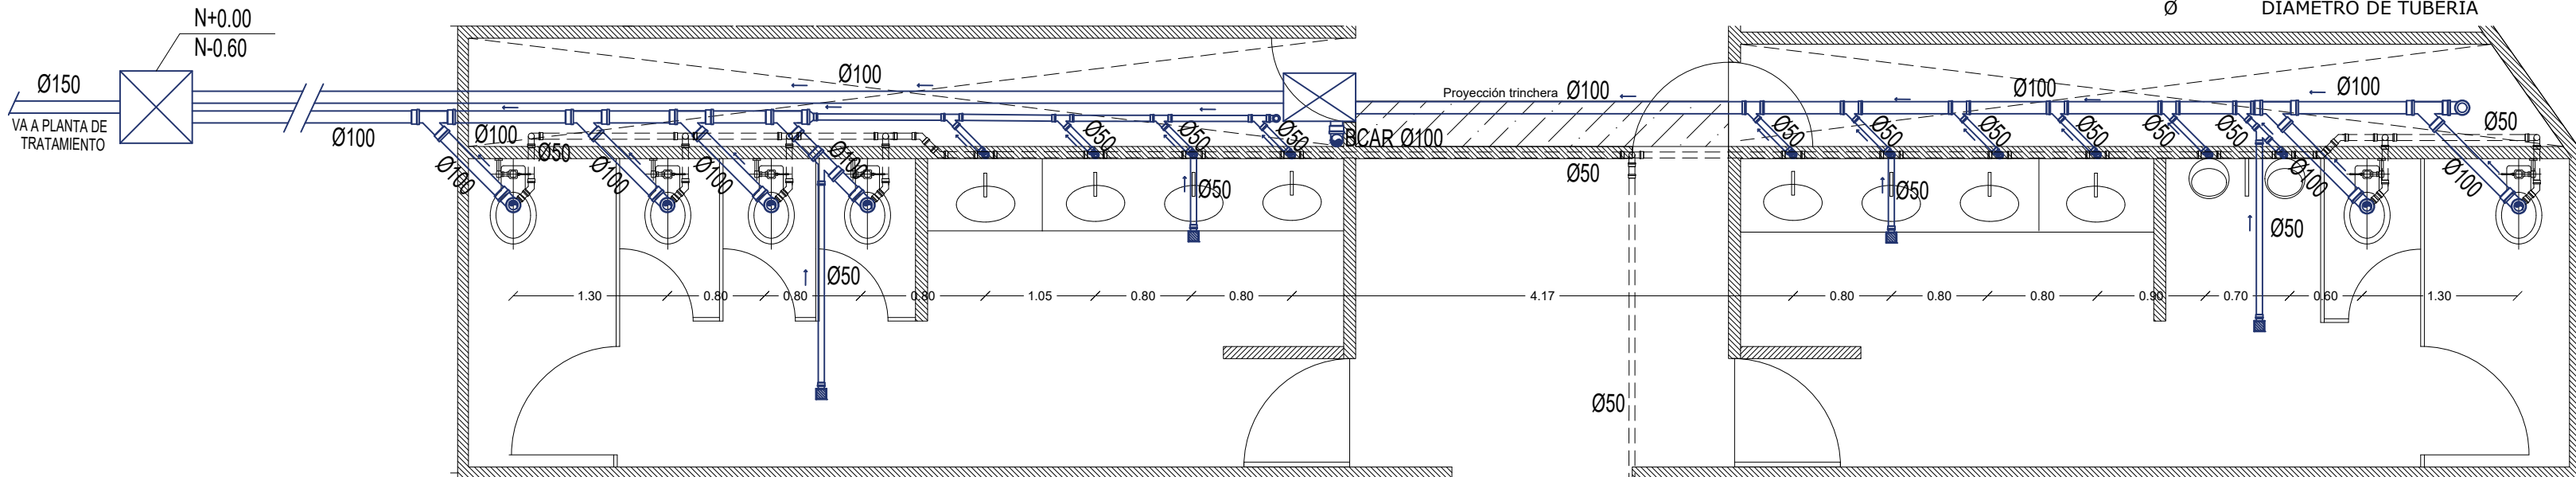 Ø DIAMETRO DE TUBERIA
N+0.00
N-0.60
Ø150
VA A PLANTA DE
TRATAMIENTO
Ø100
Ø100
Proyección trinchera Ø100
Ø100
Ø100
Ø100
Ø50
Ø100
Ø100
Ø100
Ø100
Ø50
Ø50
Ø50
BCAR Ø100
Ø50
Ø50
Ø50
Ø50
Ø50
Ø50
Ø50
Ø50
Ø100
Ø100
Ø50
Ø50
Ø50
Ø50
Ø50
1.30
0.80
0.80
0.80
1.05
0.80
0.80
4.17
0.80
0.80
0.80
0.90
0.70
0.60
1.30
Ø50